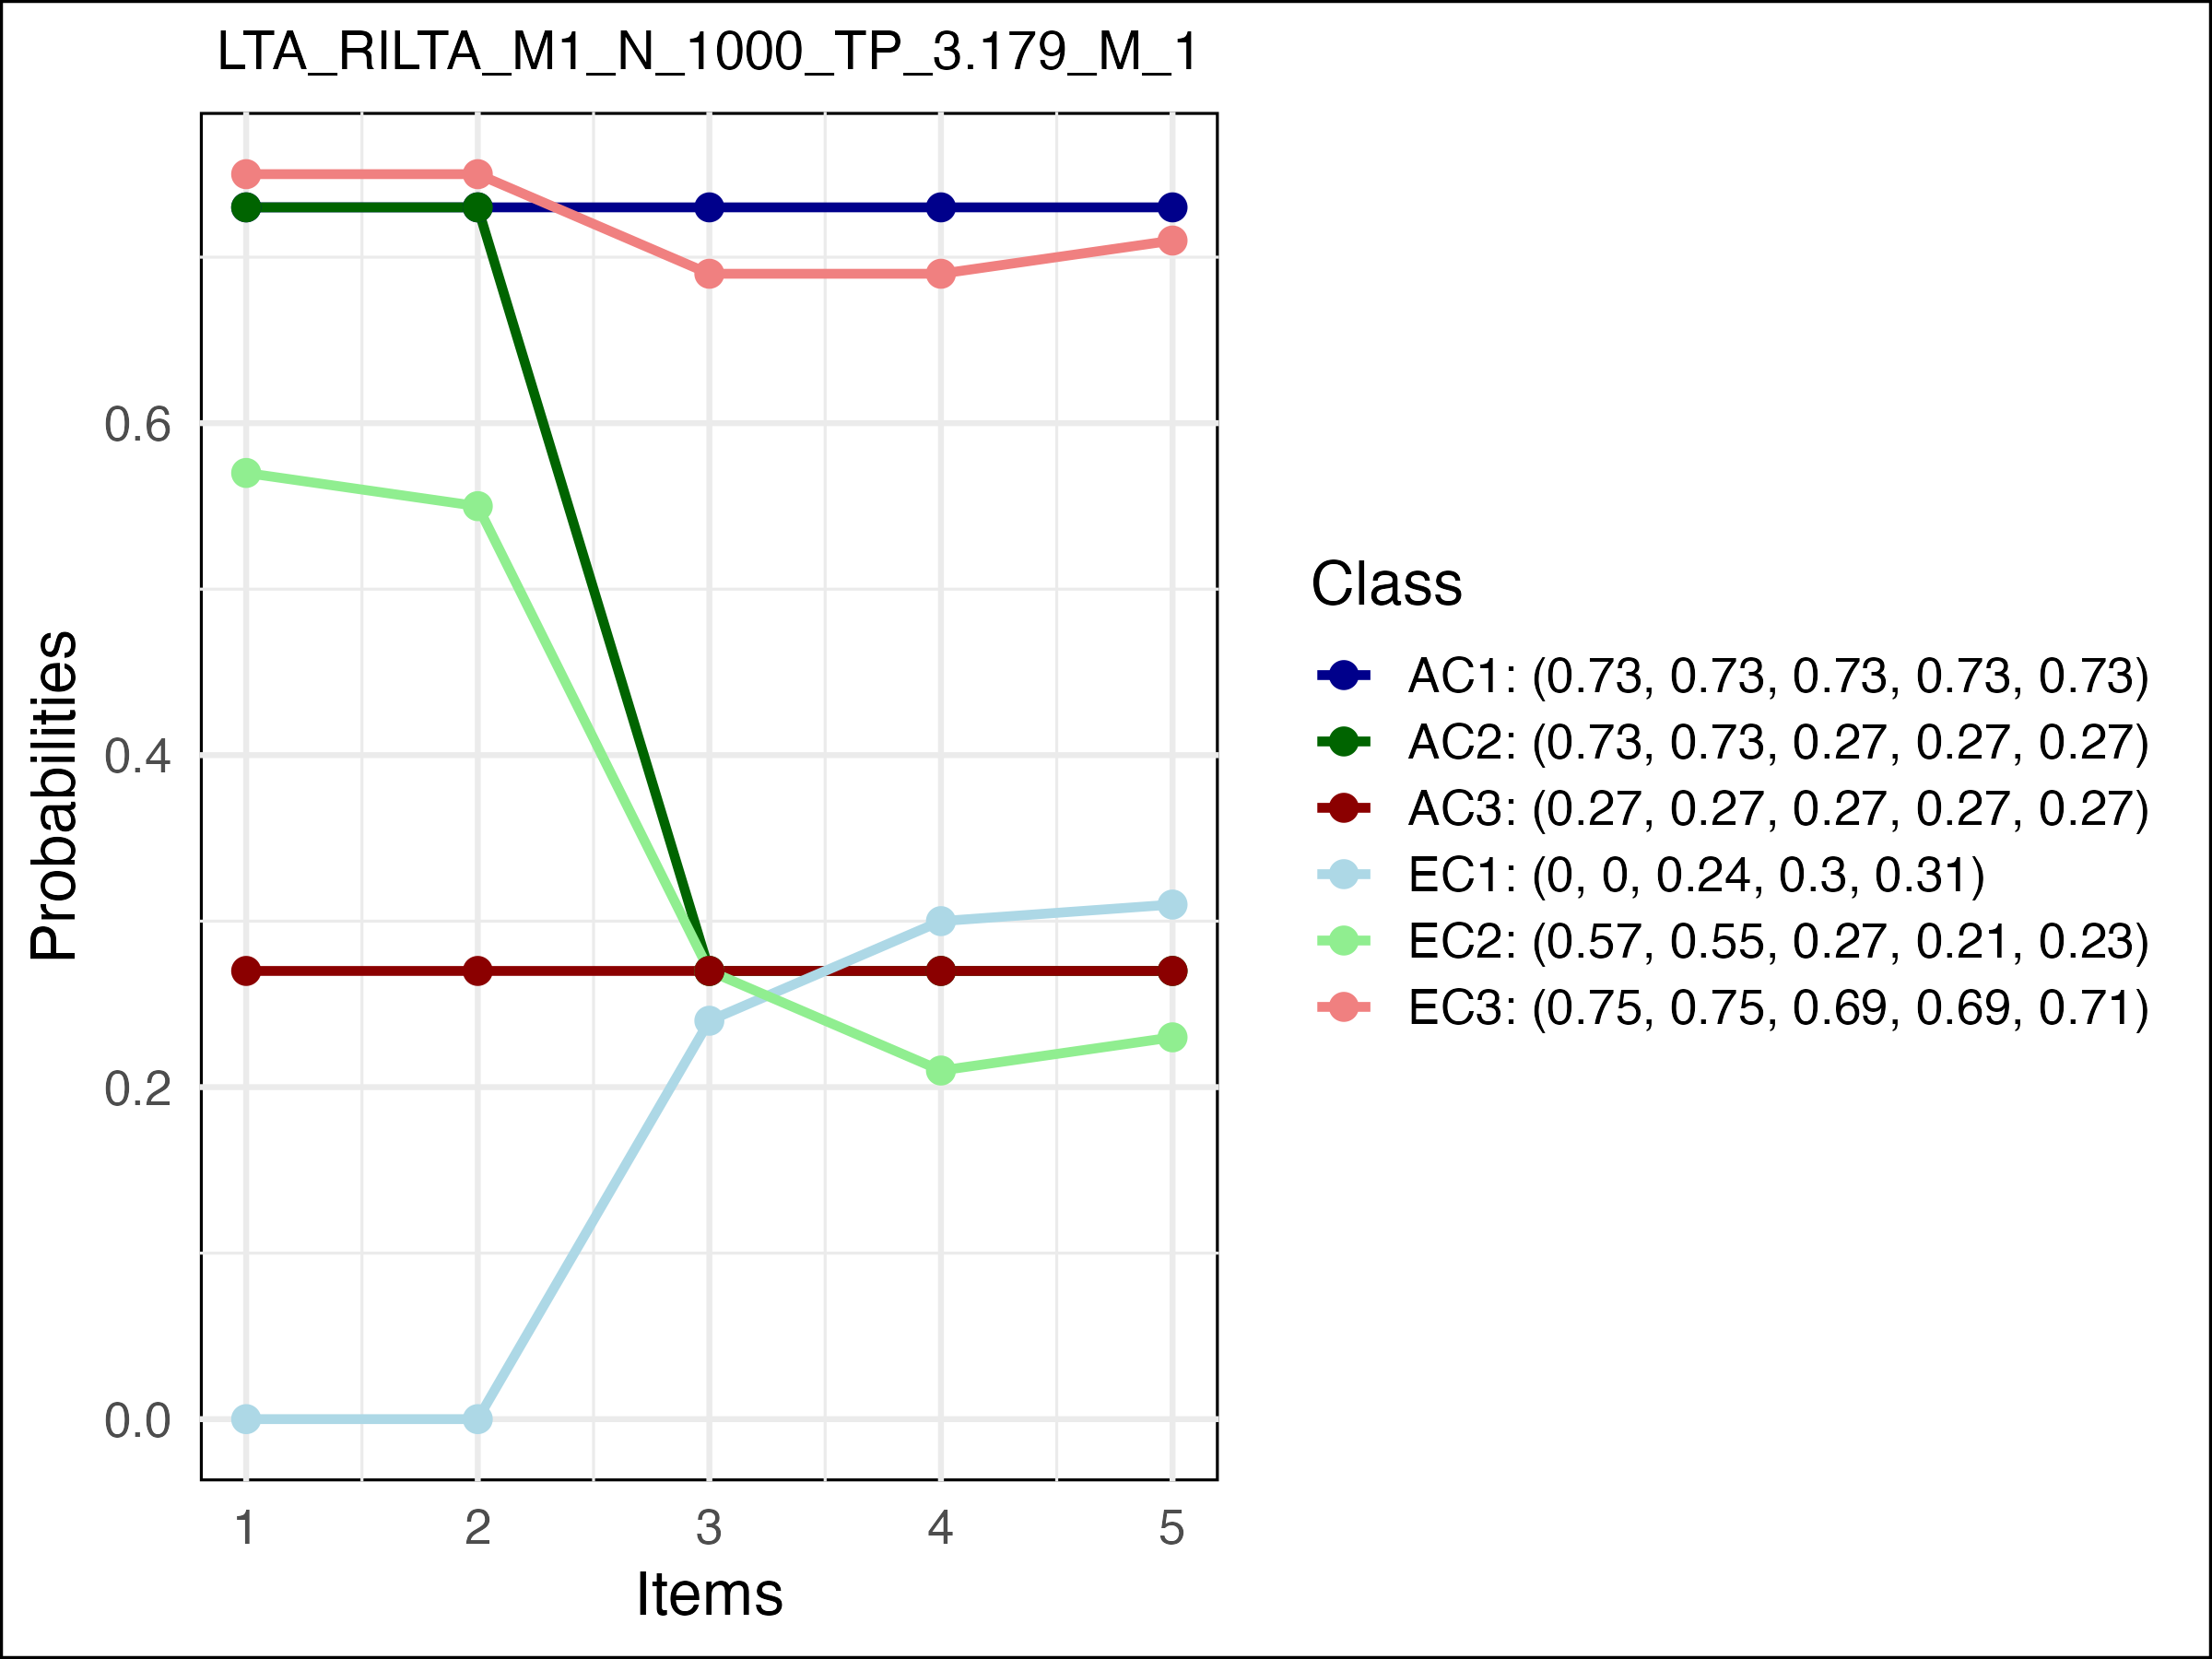 LTA_RILTA_M1_N_1000_TP_3.179_M_1
Probabilities
0.6
0.4
0.2
0.0
1 2 3 4 5
Items
Class
AC1: (0.73, 0.73, 0.73, 0.73, 0.73)
AC2: (0.73, 0.73, 0.27, 0.27, 0.27)
AC3: (0.27, 0.27, 0.27, 0.27, 0.27)
EC1: (0, 0, 0.24, 0.3, 0.31)
EC2: (0.57, 0.55, 0.27, 0.21, 0.23)
EC3: (0.75, 0.75, 0.69, 0.69, 0.71)